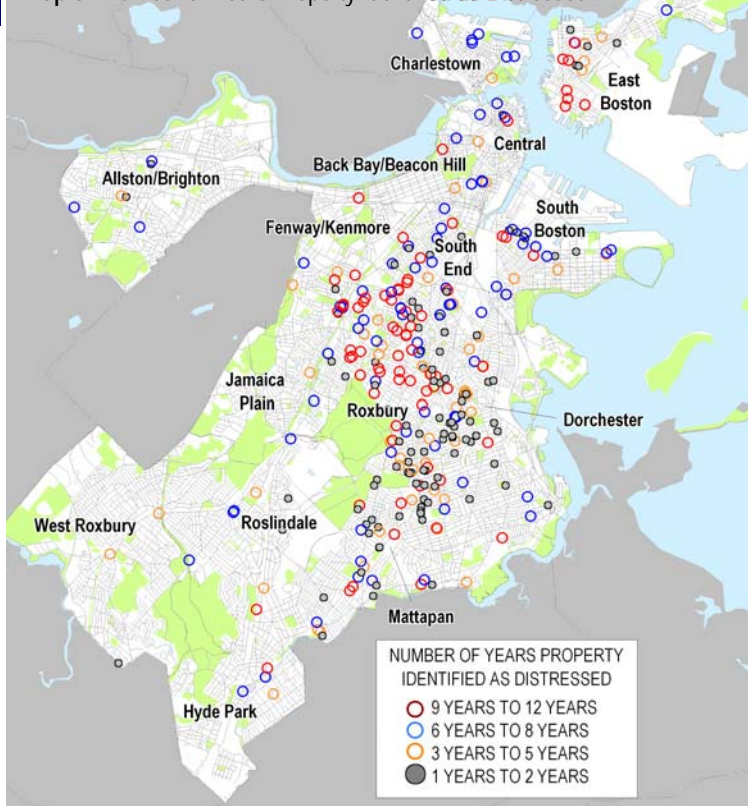 Charlestown
East
Boston
Central
Back Bay/Beacon Hill
Allston/Brighton
South
Boston
Fenway/Kenmore
South
End
Jamaica
Plain
Roxbury
Dorchester
West Roxbury
Roslindale
Mattapan
Hyde Park
NUMBER OF YEARS PROPERTY
IDENTIFIED AS DISTRESSED
9 YEARS TO 12 YEARS
6 YEARS TO 8 YEARS
3 YEARS TO 5 YEARS
1 YEARS TO 2 YEARS